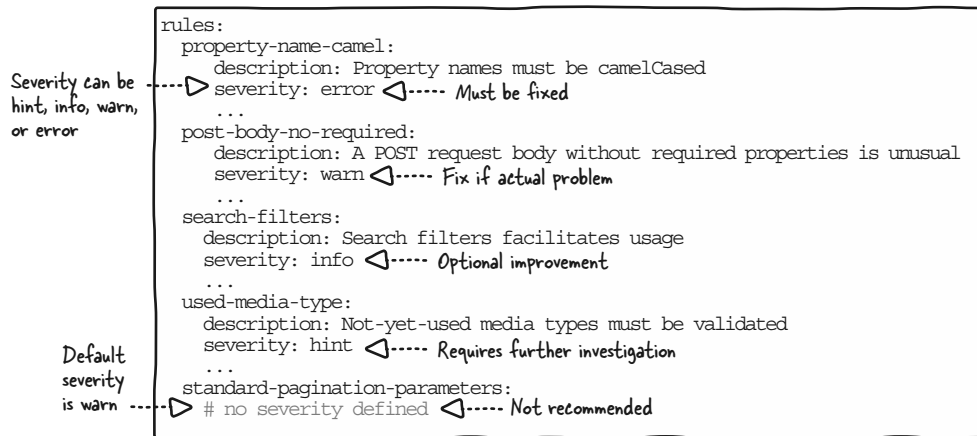 rules:
property-name-camel:
description: Property names must be camelCased
Severity can be
hint, info, warn,
or error
severity: error
Must be fixed
...
post-body-no-required:
description: A POST request body without required properties is unusual
severity: warn
Fix if actual problem
...
search-filters:
description: Search filters facilitates usage
severity: info
Optional improvement
...
used-media-type:
description: Not-yet-used media types must be validated
severity: hint
Requires further investigation
...
standard-pagination-parameters:
Default
severity
is warn
# no severity defined
Not recommended